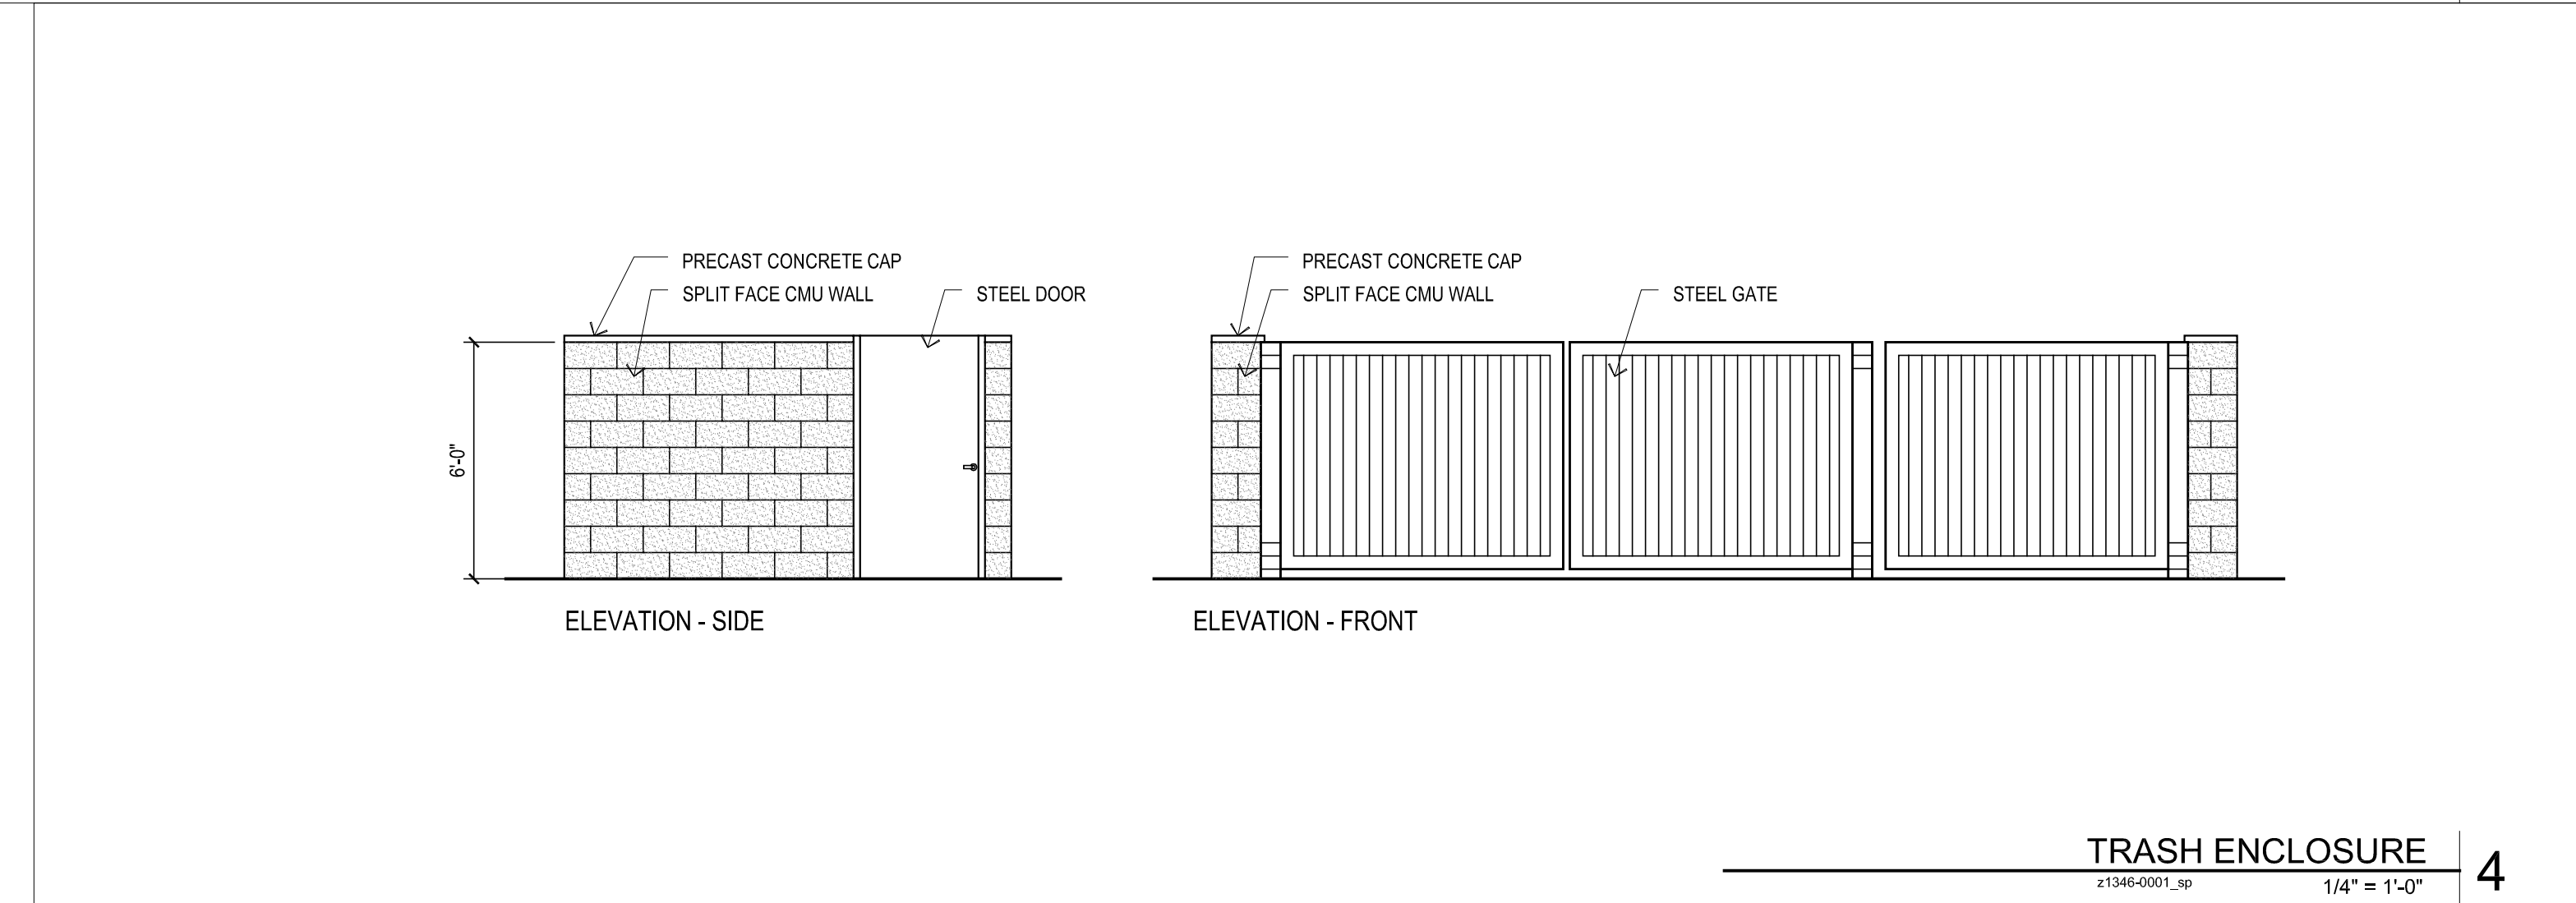 PRECAST CONCRETE CAP
SPLIT FACE CMU WALL
STEEL DOOR
6'-0"
ELEVATION - SIDE
PRECAST CONCRETE CAP
SPLIT FACE CMU WALL
STEEL GATE
ELEVATION - FRONT
TRASH ENCLOSURE
z1346-0001_sp
1/4" = 1'-0"
4